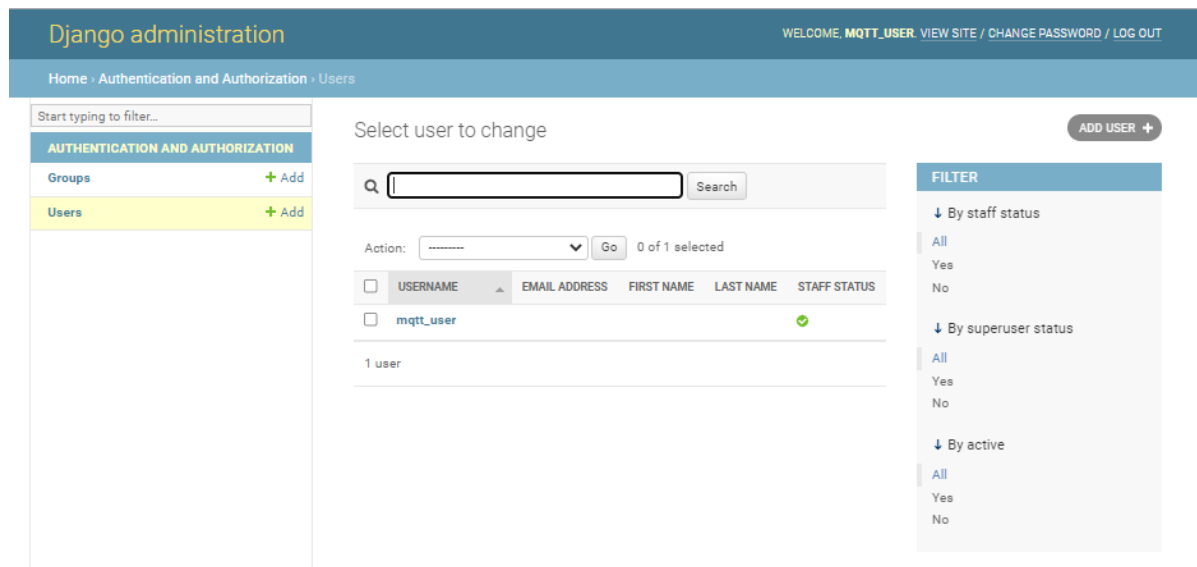 Django administration
WELCOME, MQTT_USER. VIEW SITE / CHANGE PASSWORD / LOG OUT
Home › Authentication and Authorization › Users
Start typing to filter...
AUTHENTICATION AND AUTHORIZATION
Groups + Add
Users + Add
Select user to change
ADD USER +
Search
Action: --------- Go 0 of 1 selected
USERNAME EMAIL ADDRESS FIRST NAME LAST NAME STAFF STATUS
mqtt_user
1 user
FILTER
↓ By staff status
All
Yes
No
↓ By superuser status
All
Yes
No
↓ By active
All
Yes
No